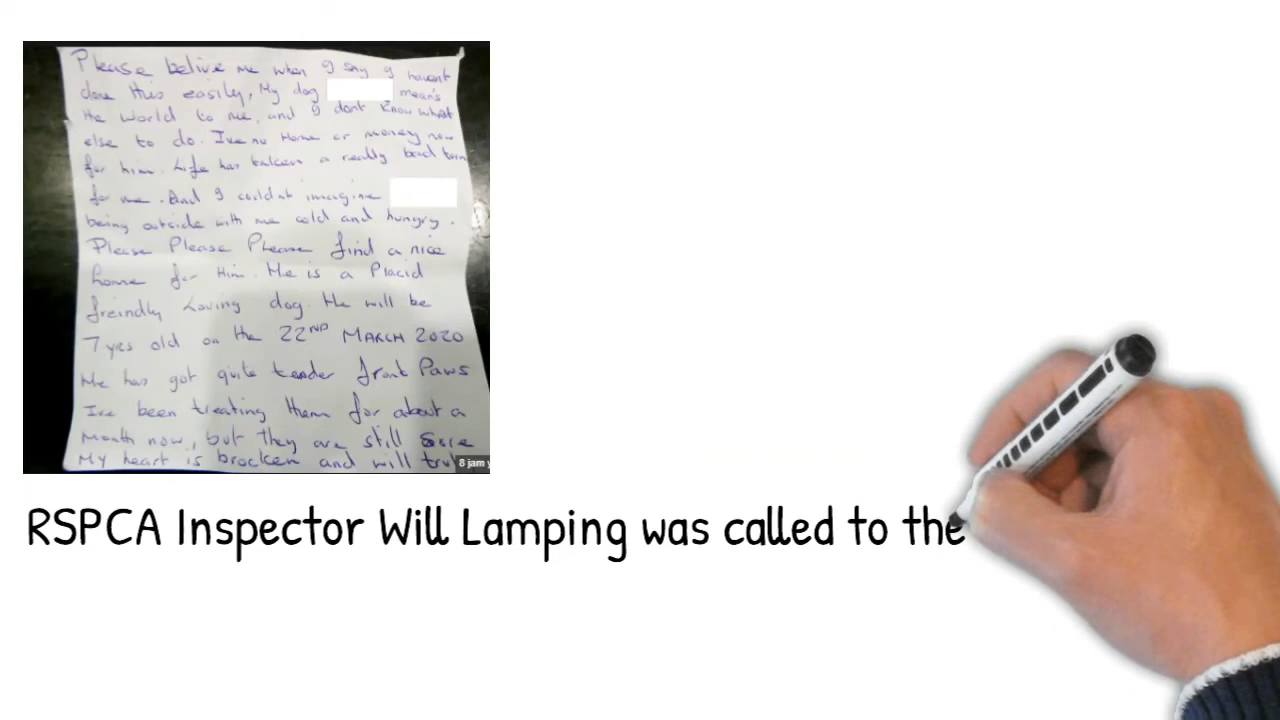 Please belive me when I say I havent
done this easily, My dog means
the world to me, and I dont know what
else to do. Ive no Home or money now
for him. Life has taken a really bad turn
for me. And I couldnt imagine
being outside with me cold and hungry.
Please Please Please find a nice
home for Him. He is a Placid
freindly Loving dog. He will be
7 yrs old on the 22ND MARCH 2020
He has got quite tender front Paws
Ive been treating them for about a
Month now, but they are still Sore
My heart is brocken and will
8 jam
RSPCA Inspector Will Lamping was called to the